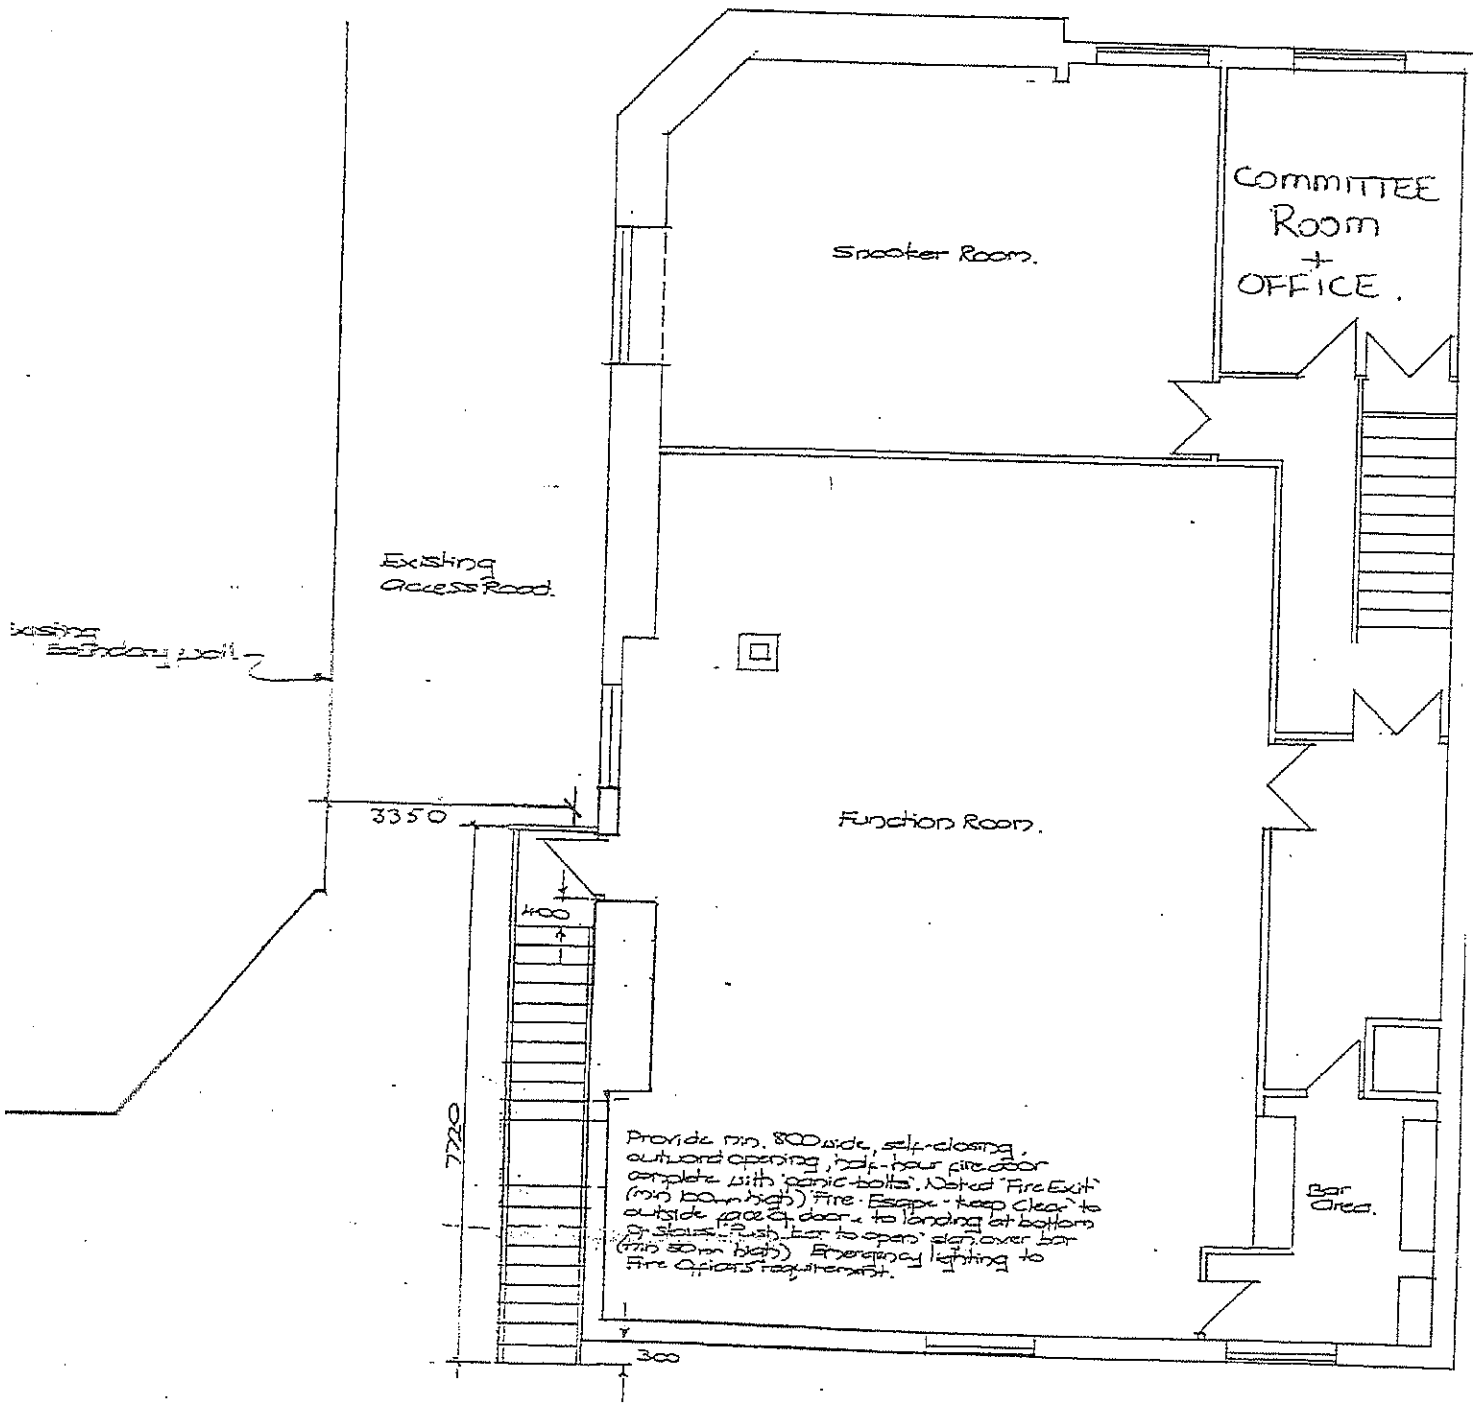 COMMITTEE
Room
+
OFFICE.
Snooker Room.
Existing
Access Road.
boundary wall
3350
Function Room.
400
7720
Provide min. 800 wide, self-closing,
outward opening, half-hour fire door
complete with 'panic-bolts'. Noted 'Fire Exit'
(min 100mm high) 'Fire Escape - Keep Clear' to
outside face of door & to landing at bottom
of stairs. 'Push bar to open' sign over bar
(min 50mm high) Emergency lighting to
Fire Officers requirement.
Bar
Area.
300